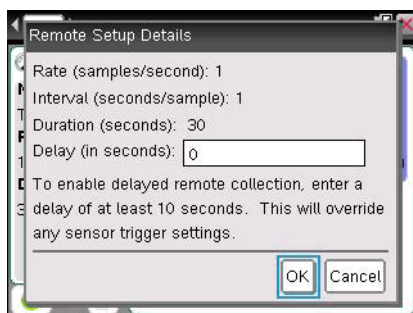 Remote Setup Details
Rate (samples/second): 1
Interval (seconds/sample): 1
Duration (seconds): 30
Delay (in seconds): 0
To enable delayed remote collection, enter a
delay of at least 10 seconds. This will override
any sensor trigger settings.
OK Cancel